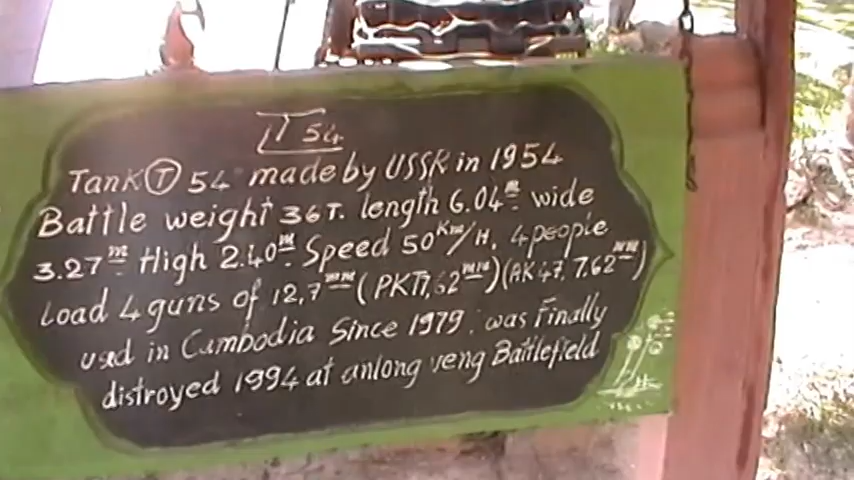 T 54
Tank T 54 made by USSR in 1954
Battle weight 36T. length 6.04m wide
3.27m High 2.40m. Speed 50Km/H. 4 people
Load 4 guns of 12,7mm (PKT7,62mm)(AK47, 7.62mm)
used in Cambodia Since 1979. was Finally
distroyed 1994 at anlong veng Battlefield